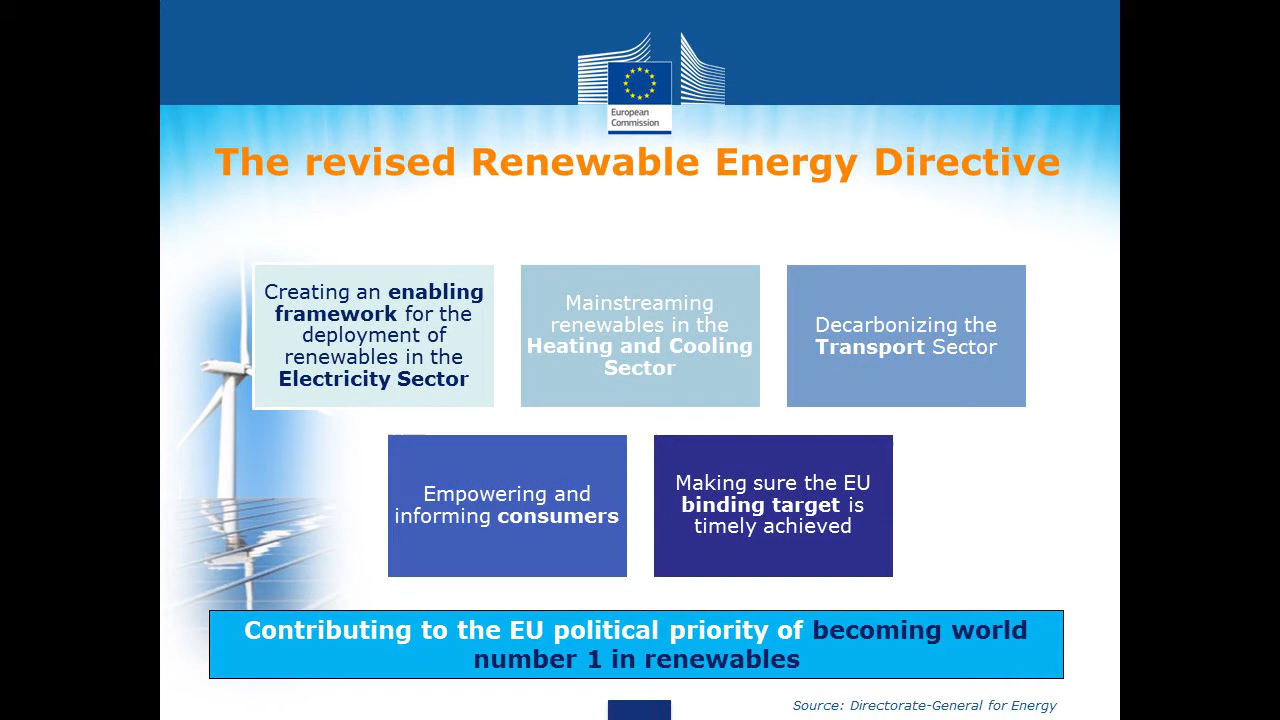 European
Commission
The revised Renewable Energy Directive
Creating an enabling
framework for the
deployment of
renewables in the
Electricity Sector
Mainstreaming
renewables in the
Heating and Cooling
Sector
Decarbonizing the
Transport Sector
Empowering and
informing consumers
Making sure the EU
binding target is
timely achieved
Contributing to the EU political priority of becoming world
number 1 in renewables
Source: Directorate-General for Energy